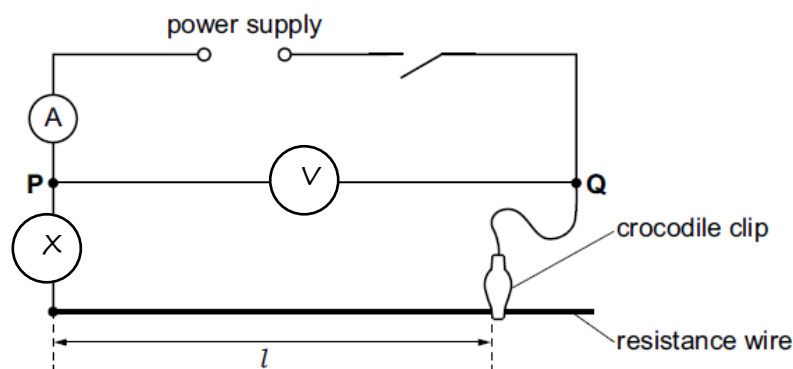 power supply
A
P
V
Q
X
crocodile clip
resistance wire
l